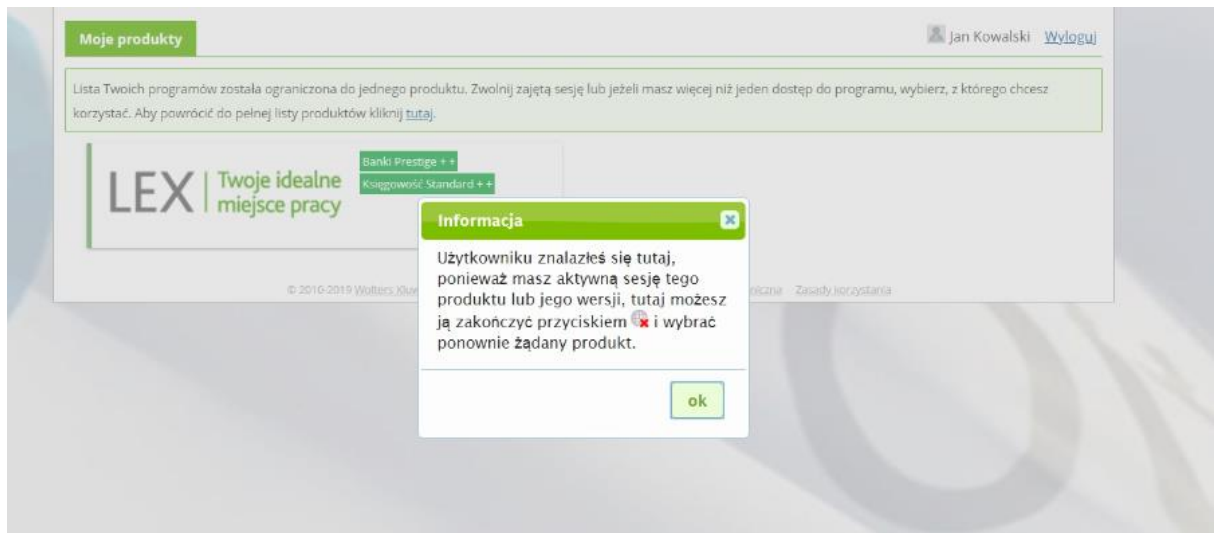 Moje produkty
Jan Kowalski Wyloguj
Lista Twoich programów została ograniczona do jednego produktu. Zwolnij zajętą sesję lub jeżeli masz więcej niż jeden dostęp do programu, wybierz, z którego chcesz
korzystać. Aby powrócić do pełnej listy produktów kliknij tutaj.
LEX
Twoje idealne
miejsce pracy
Banki Prestige + +
Księgowość Standard + +
Informacja
Użytkowniku znalazłeś się tutaj,
ponieważ masz aktywną sesję tego
produktu lub jego wersji, tutaj możesz
ją zakończyć przyciskiem i wybrać
ponownie żądany produkt.
ok
© 2010-2019 Wolters Zasady korzystania